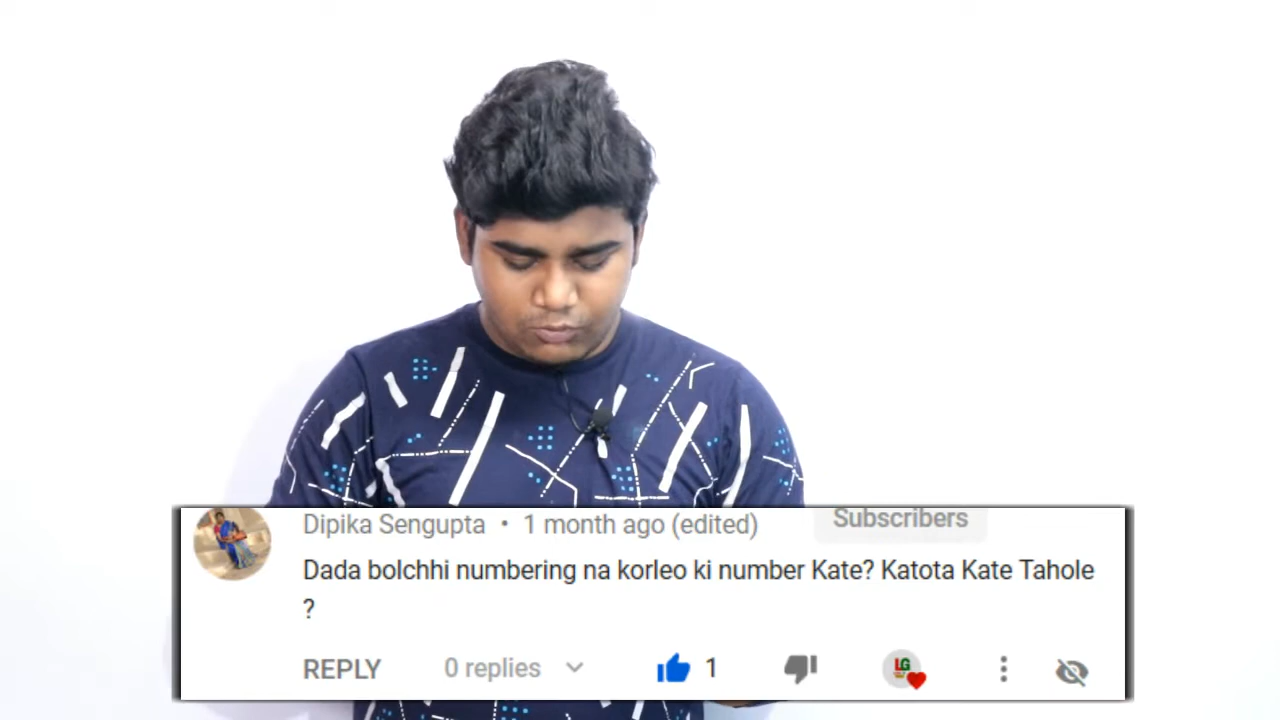 Dipika Sengupta • 1 month ago (edited)
Subscribers
Dada bolchhi numbering na korleo ki number Kate? Katota Kate Tahole
?
REPLY
0 replies
1
LG